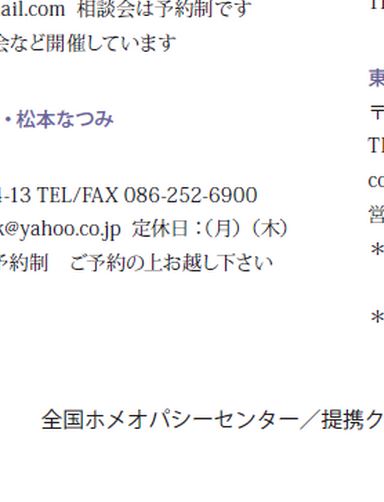 ail.com 相談会は予約制です
会など開催しています
・松本なつみ
4-13 TEL/FAX 086-252-6900
k@yahoo.co.jp 定休日：（月）（木）
予約制　ご予約の上お越し下さい
東
〒
TE
co
営
＊
＊
全国ホメオパシーセンター／提携ク